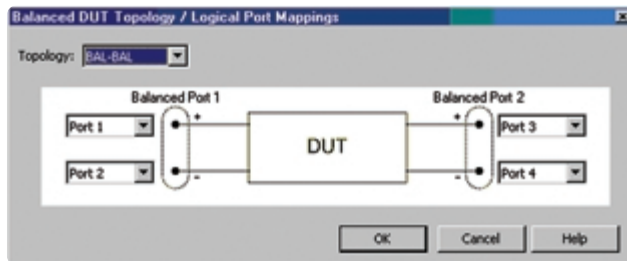 Balanced DUT Topology / Logical Port Mappings
Topology: BAL-BAL
Balanced Port 1 Balanced Port 2
Port 1 + DUT + Port 3
Port 2 - - Port 4
OK Cancel Help